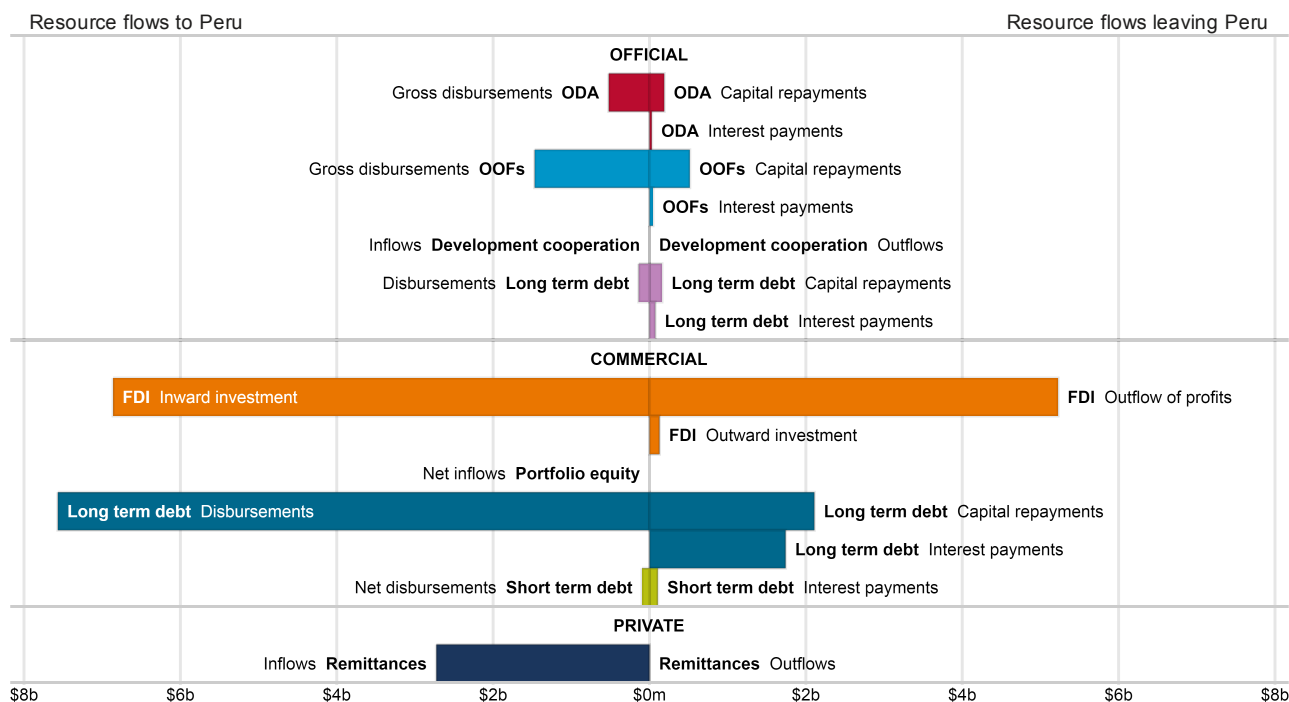 Resource flows to Peru Resource flows leaving Peru
OFFICIAL
Gross disbursements ODA ODA Capital repayments
ODA Interest payments
Gross disbursements OOFs OOFs Capital repayments
OOFs Interest payments
Inflows Development cooperation Development cooperation Outflows
Disbursements Long term debt Long term debt Capital repayments
Long term debt Interest payments
COMMERCIAL
FDI Inward investment FDI Outflow of profits
FDI Outward investment
Net inflows Portfolio equity
Long term debt Disbursements Long term debt Capital repayments
Long term debt Interest payments
Net disbursements Short term debt Short term debt Interest payments
PRIVATE
Inflows Remittances Remittances Outflows
$8b $6b $4b $2b $0m $2b $4b $6b $8b